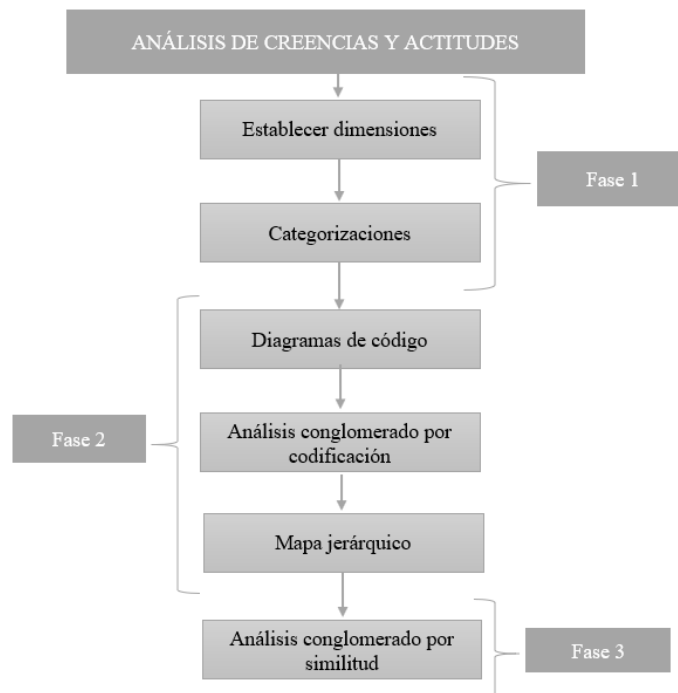 ANÁLISIS DE CREENCIAS Y ACTITUDES
Establecer dimensiones
Fase 1
Categorizaciones
Diagramas de código
Fase 2
Análisis conglomerado por
codificación
Mapa jerárquico
Análisis conglomerado por
similitud
Fase 3